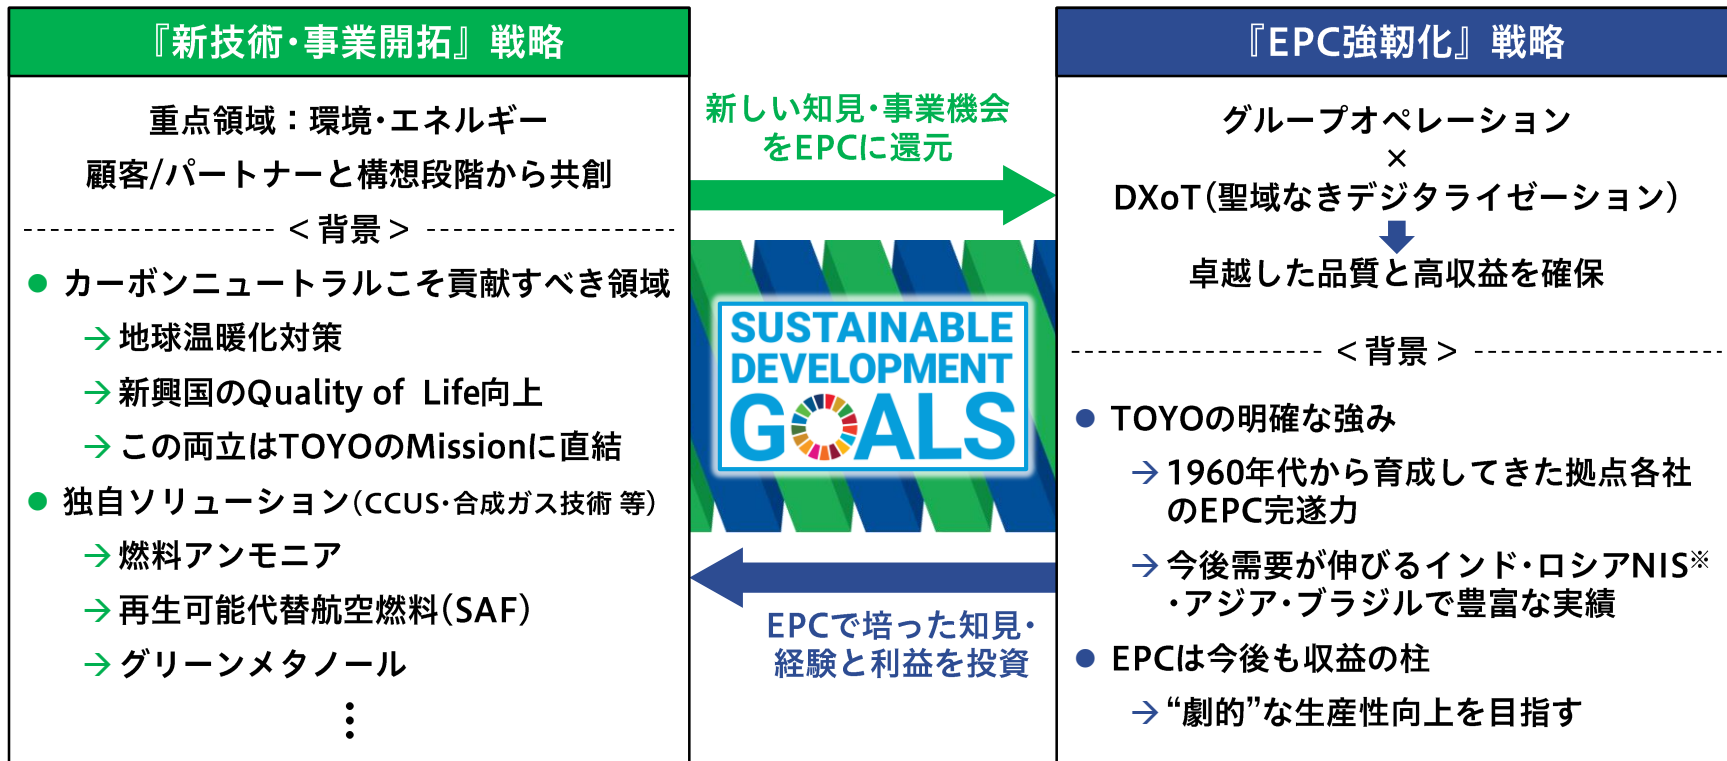 『新技術・事業開拓』戦略
重点領域：環境・エネルギー
顧客/パートナーと構想段階から共創
＜背景＞
● カーボンニュートラルこそ貢献すべき領域
→ 地球温暖化対策
→ 新興国のQuality of Life向上
→ この両立はTOYOのMissionに直結
● 独自ソリューション（CCUS・合成ガス技術 等）
→ 燃料アンモニア
→ 再生可能代替航空燃料（SAF）
→ グリーンメタノール
⋮
新しい知見・事業機会
をEPCに還元
SUSTAINABLE
DEVELOPMENT
GOALS
EPCで培った知見・
経験と利益を投資
『EPC強靭化』戦略
グループオペレーション
×
DXoT（聖域なきデジタライゼーション）
卓越した品質と高収益を確保
＜背景＞
● TOYOの明確な強み
→ 1960年代から育成してきた拠点各社
のEPC完遂力
→ 今後需要が伸びるインド・ロシアNIS※
・アジア・ブラジルで豊富な実績
● EPCは今後も収益の柱
→ “劇的”な生産性向上を目指す